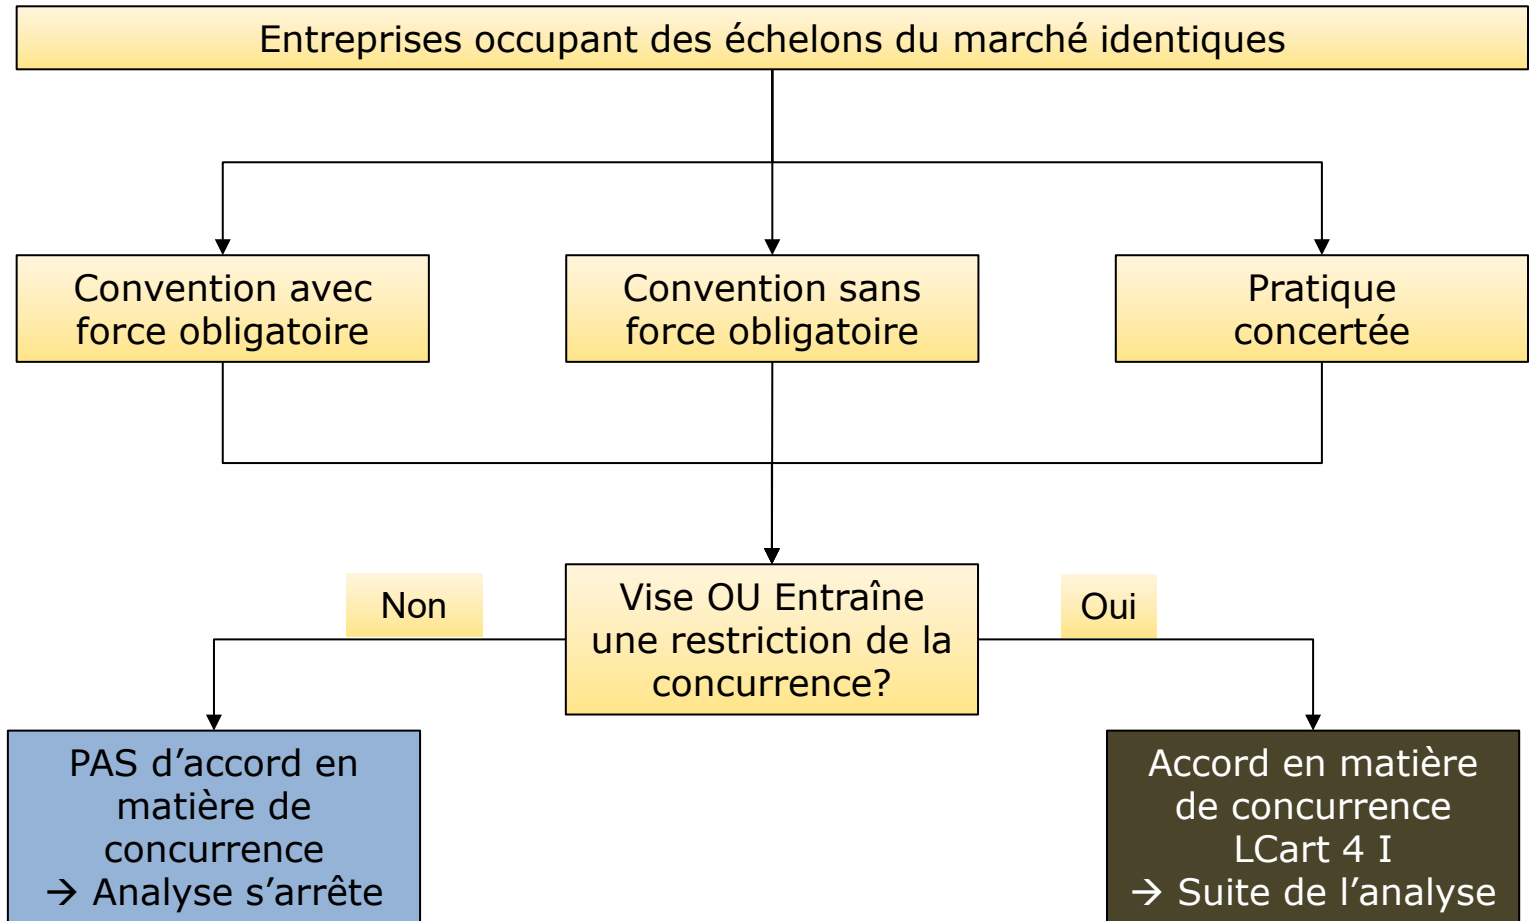 Entreprises occupant des échelons du marché identiques
Convention avec
force obligatoire
Convention sans
force obligatoire
Pratique
concertée
Non
Vise OU Entraîne
une restriction de la
concurrence?
Oui
PAS d’accord en
matière de
concurrence
→ Analyse s’arrête
Accord en matière
de concurrence
LCart 4 I
→ Suite de l’analyse